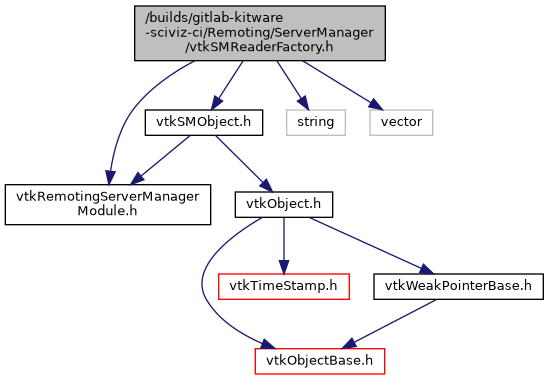 /builds/gitlab-kitware
-sciviz-ci/Remoting/ServerManager
/vtkSMReaderFactory.h
vtkSMObject.h
string
vector
vtkRemotingServerManager
Module.h
vtkObject.h
vtkTimeStamp.h
vtkWeakPointerBase.h
vtkObjectBase.h